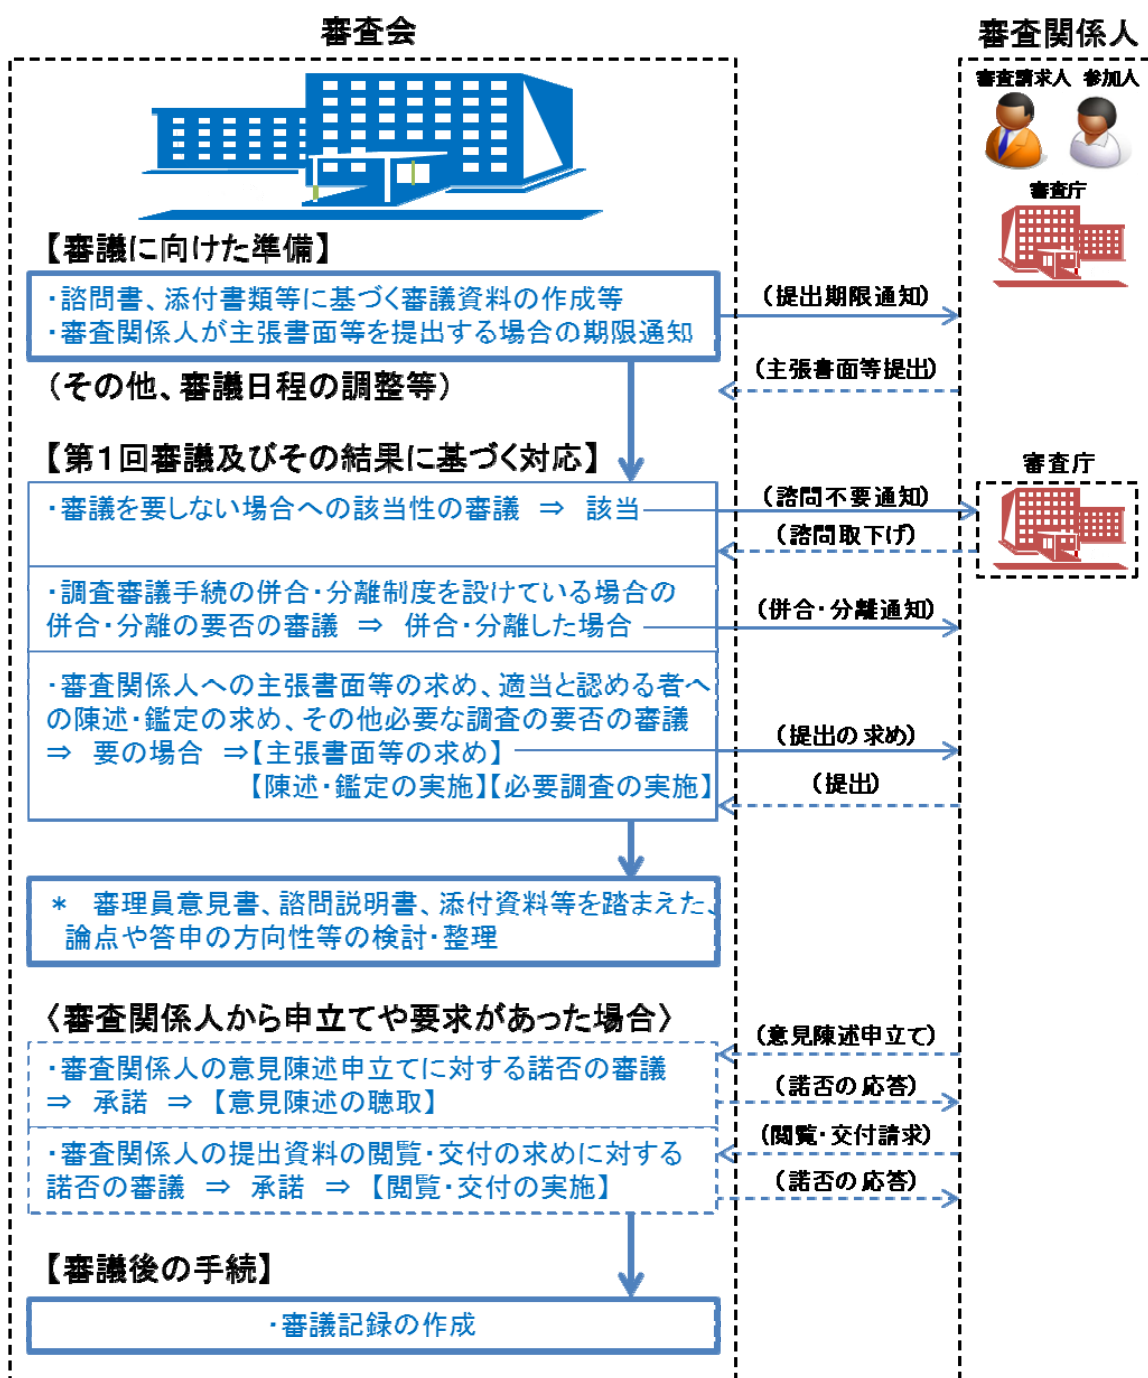 審査会
審査関係人
審査請求人 参加人
審査庁
【審議に向けた準備】
・諮問書、添付書類等に基づく審議資料の作成等
・審査関係人が主張書面等を提出する場合の期限通知
（提出期限通知）
（主張書面等提出）
（その他、審議日程の調整等）
【第１回審議及びその結果に基づく対応】
審査庁
・審議を要しない場合への該当性の審議 ⇒ 該当
（諮問不要通知）
（諮問取下げ）
・調査審議手続の併合・分離制度を設けている場合の
併合・分離の要否の審議 ⇒ 併合・分離した場合
（併合・分離通知）
・審査関係人への主張書面等の求め、適当と認める者へ
の陳述・鑑定の求め、その他必要な調査の要否の審議
⇒ 要の場合 ⇒【主張書面等の求め】
【陳述・鑑定の実施】【必要調査の実施】
（提出の求め）
（提出）
＊ 審理員意見書、諮問説明書、添付資料等を踏まえた、
論点や答申の方向性等の検討・整理
〈審査関係人から申立てや要求があった場合〉
（意見陳述申立て）
・審査関係人の意見陳述申立てに対する諾否の審議
⇒ 承諾 ⇒ 【意見陳述の聴取】
（諾否の応答）
（閲覧・交付請求）
・審査関係人の提出資料の閲覧・交付の求めに対する
諾否の審議 ⇒ 承諾 ⇒ 【閲覧・交付の実施】
（諾否の応答）
【審議後の手続】
・審議記録の作成